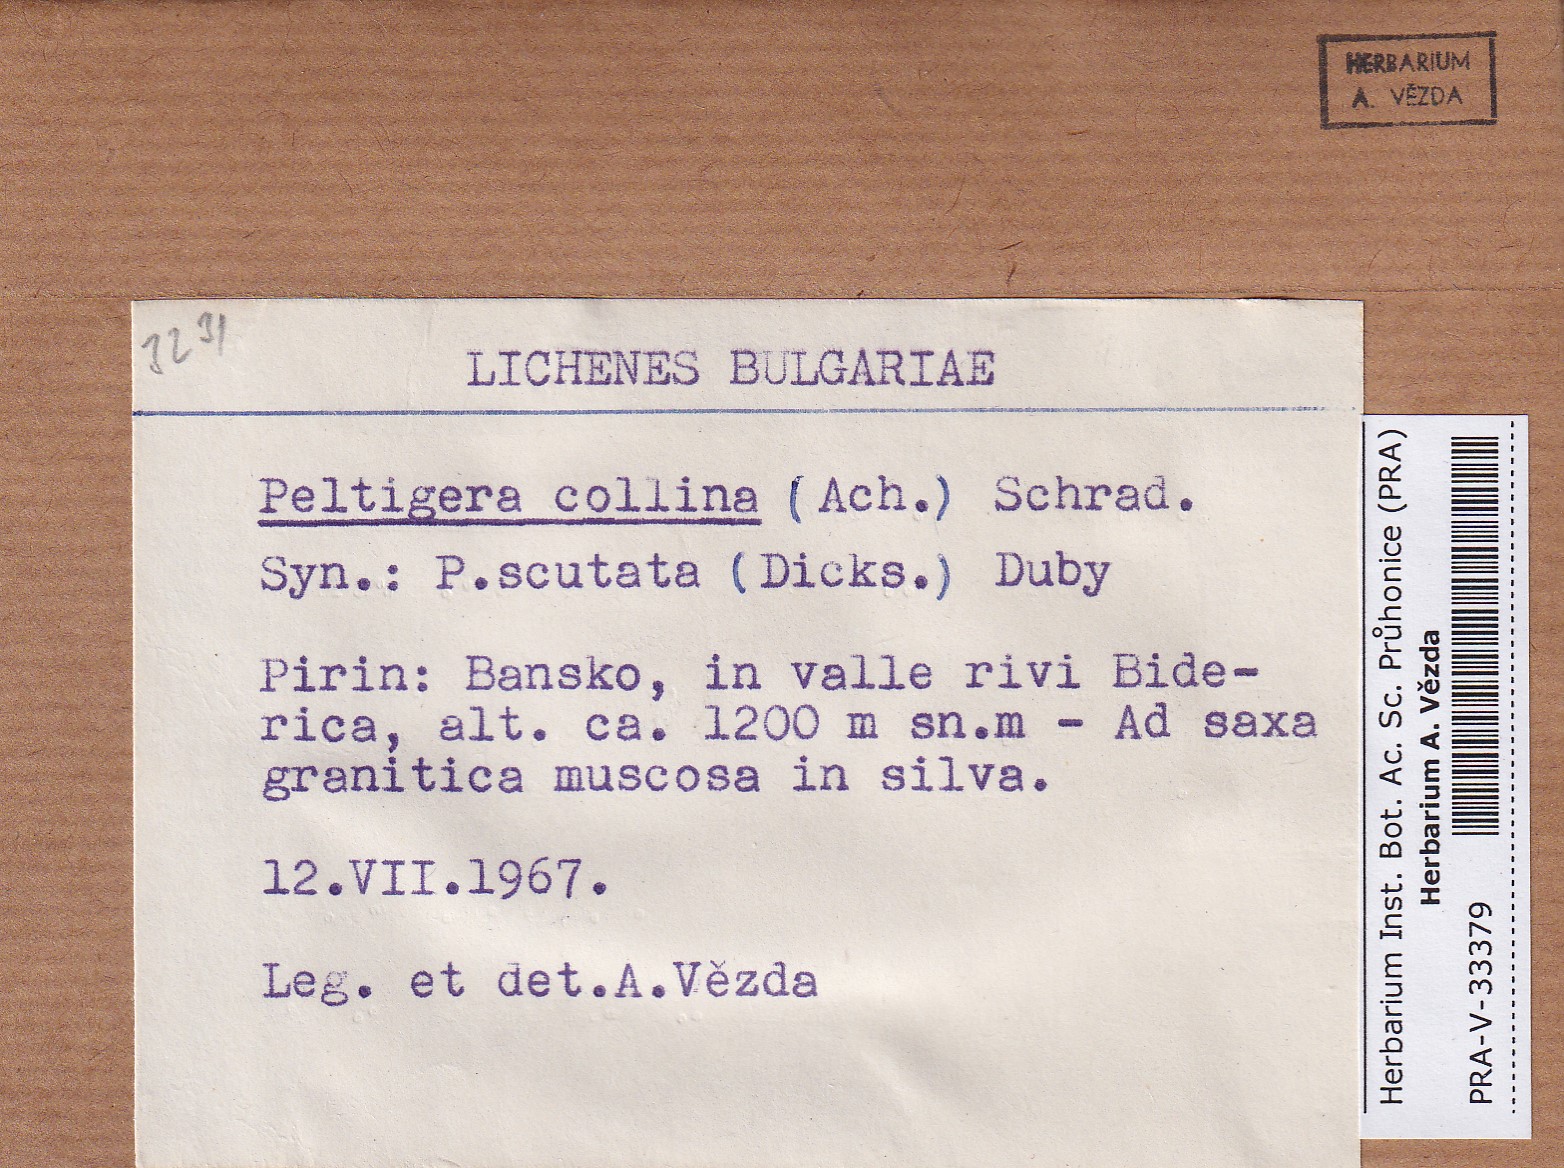 HERBARIUM
A. VĚZDA
3231
LICHENES BULGARIAE
Peltigera collina (Ach.) Schrad.
Syn.: P.scutata (Dicks.) Duby
Pirin: Bansko, in valle rivi Bide-
rica, alt. ca. 1200 m sn.m - Ad saxa
granitica muscosa in silva.
12.VII.1967.
Leg. et det.A.Vězda
Herbarium Inst. Bot. Ac. Sc. Průhonice (PRA)
Herbarium A. Vězda
PRA-V-33379